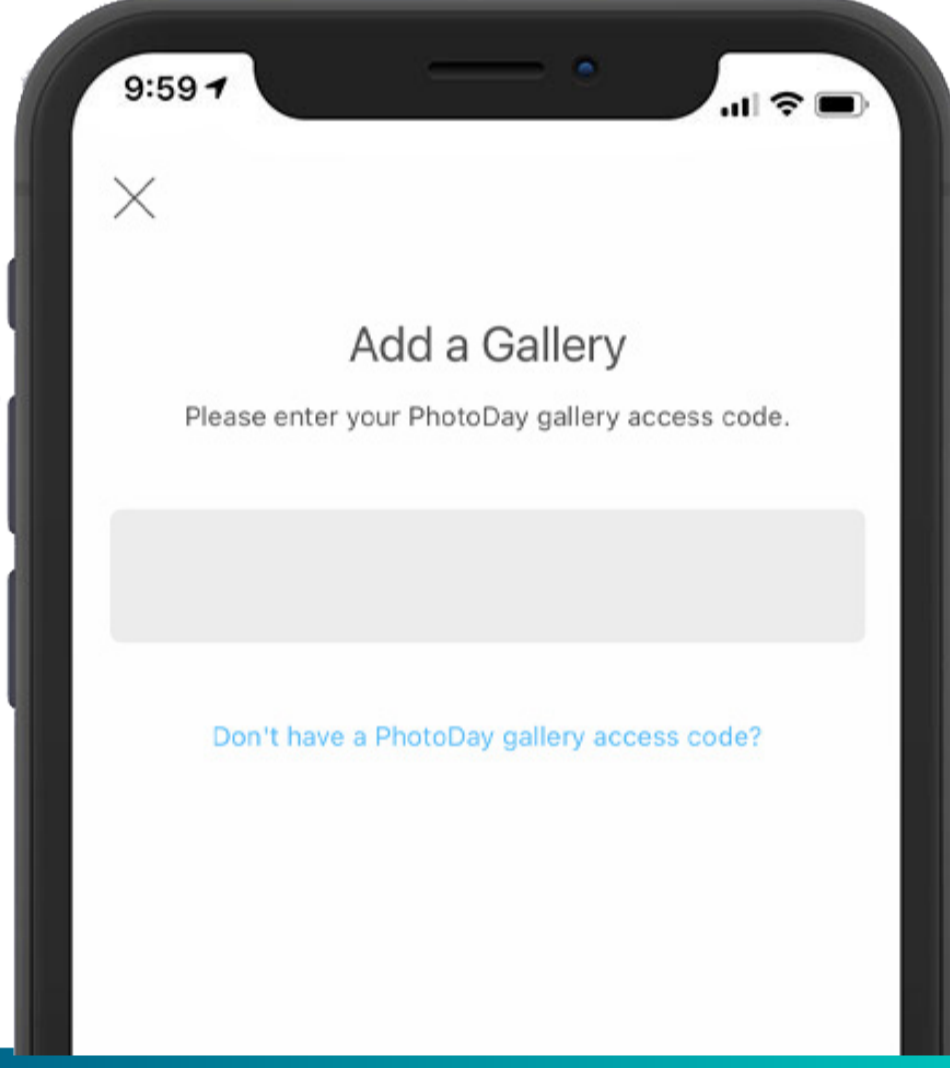 9:59
Add a Gallery
Please enter your PhotoDay gallery access code.
Don't have a PhotoDay gallery access code?